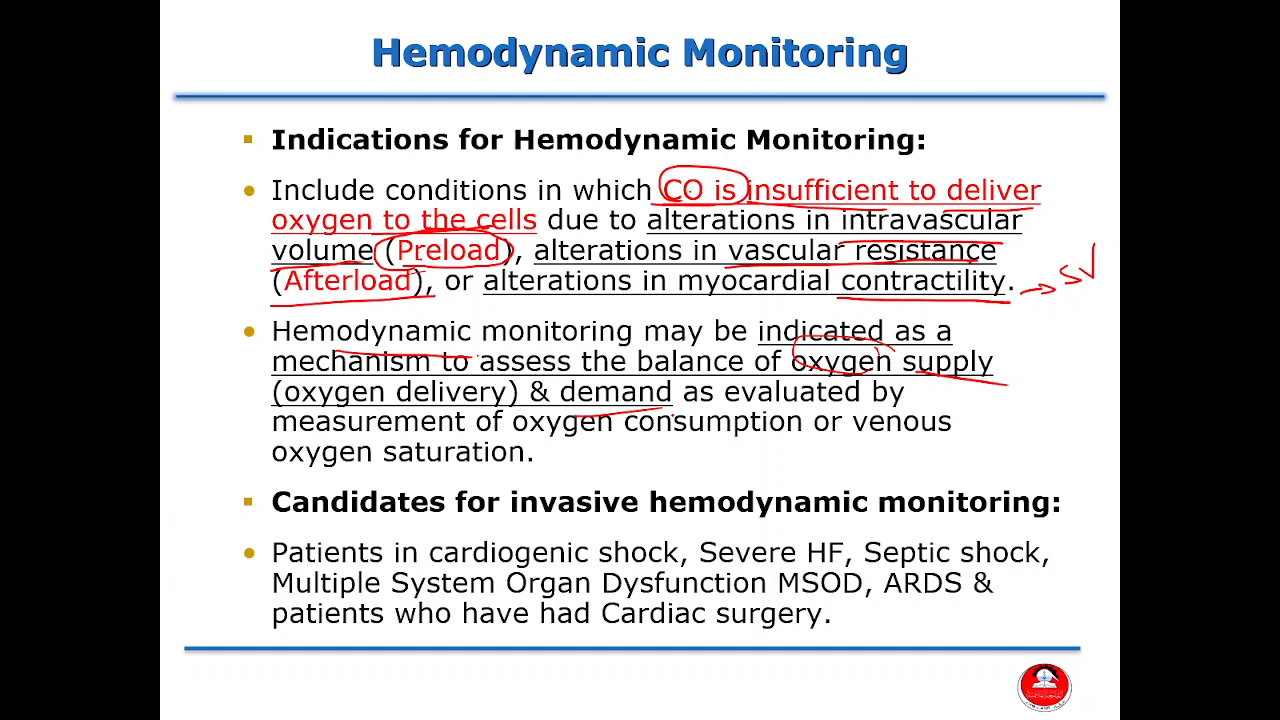 Hemodynamic Monitoring
▪ Indications for Hemodynamic Monitoring:
• Include conditions in which CO is insufficient to deliver
oxygen to the cells due to alterations in intravascular
volume (Preload), alterations in vascular resistance
(Afterload), or alterations in myocardial contractility. → SV
• Hemodynamic monitoring may be indicated as a
mechanism to assess the balance of oxygen supply
(oxygen delivery) & demand as evaluated by
measurement of oxygen consumption or venous
oxygen saturation.
▪ Candidates for invasive hemodynamic monitoring:
• Patients in cardiogenic shock, Severe HF, Septic shock,
Multiple System Organ Dysfunction MSOD, ARDS &
patients who have had Cardiac surgery.